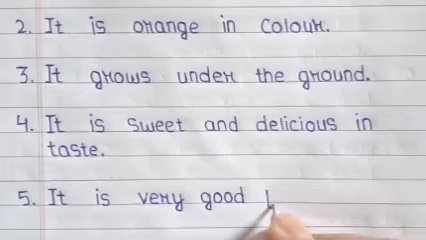 2. It is orange in colour.
3. It grows under the ground.
4. It is sweet and delicious in
taste.
5. It is very good